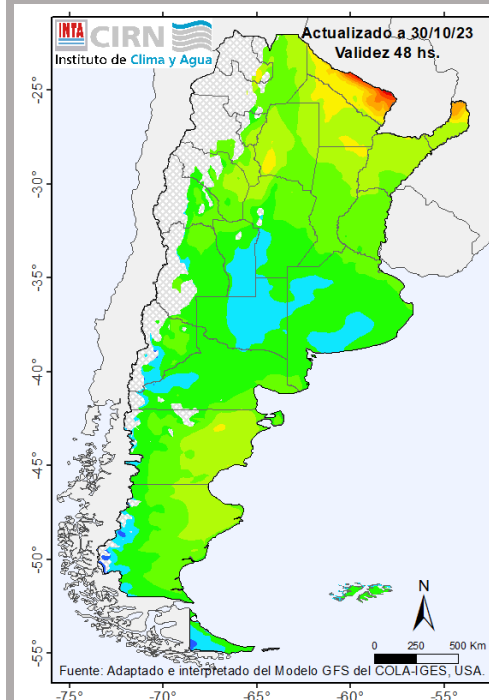 INTA CIRN
Instituto de Clima y Agua
Actualizado a 30/10/23
Validez 48 hs.
-25°
-30°
-35°
-40°
-45°
-50°
-55°
N
0 250 500 Km
Fuente: Adaptado e interpretado del Modelo GFS del COLA-IGES, USA.
-75° -70° -65° -60° -55°